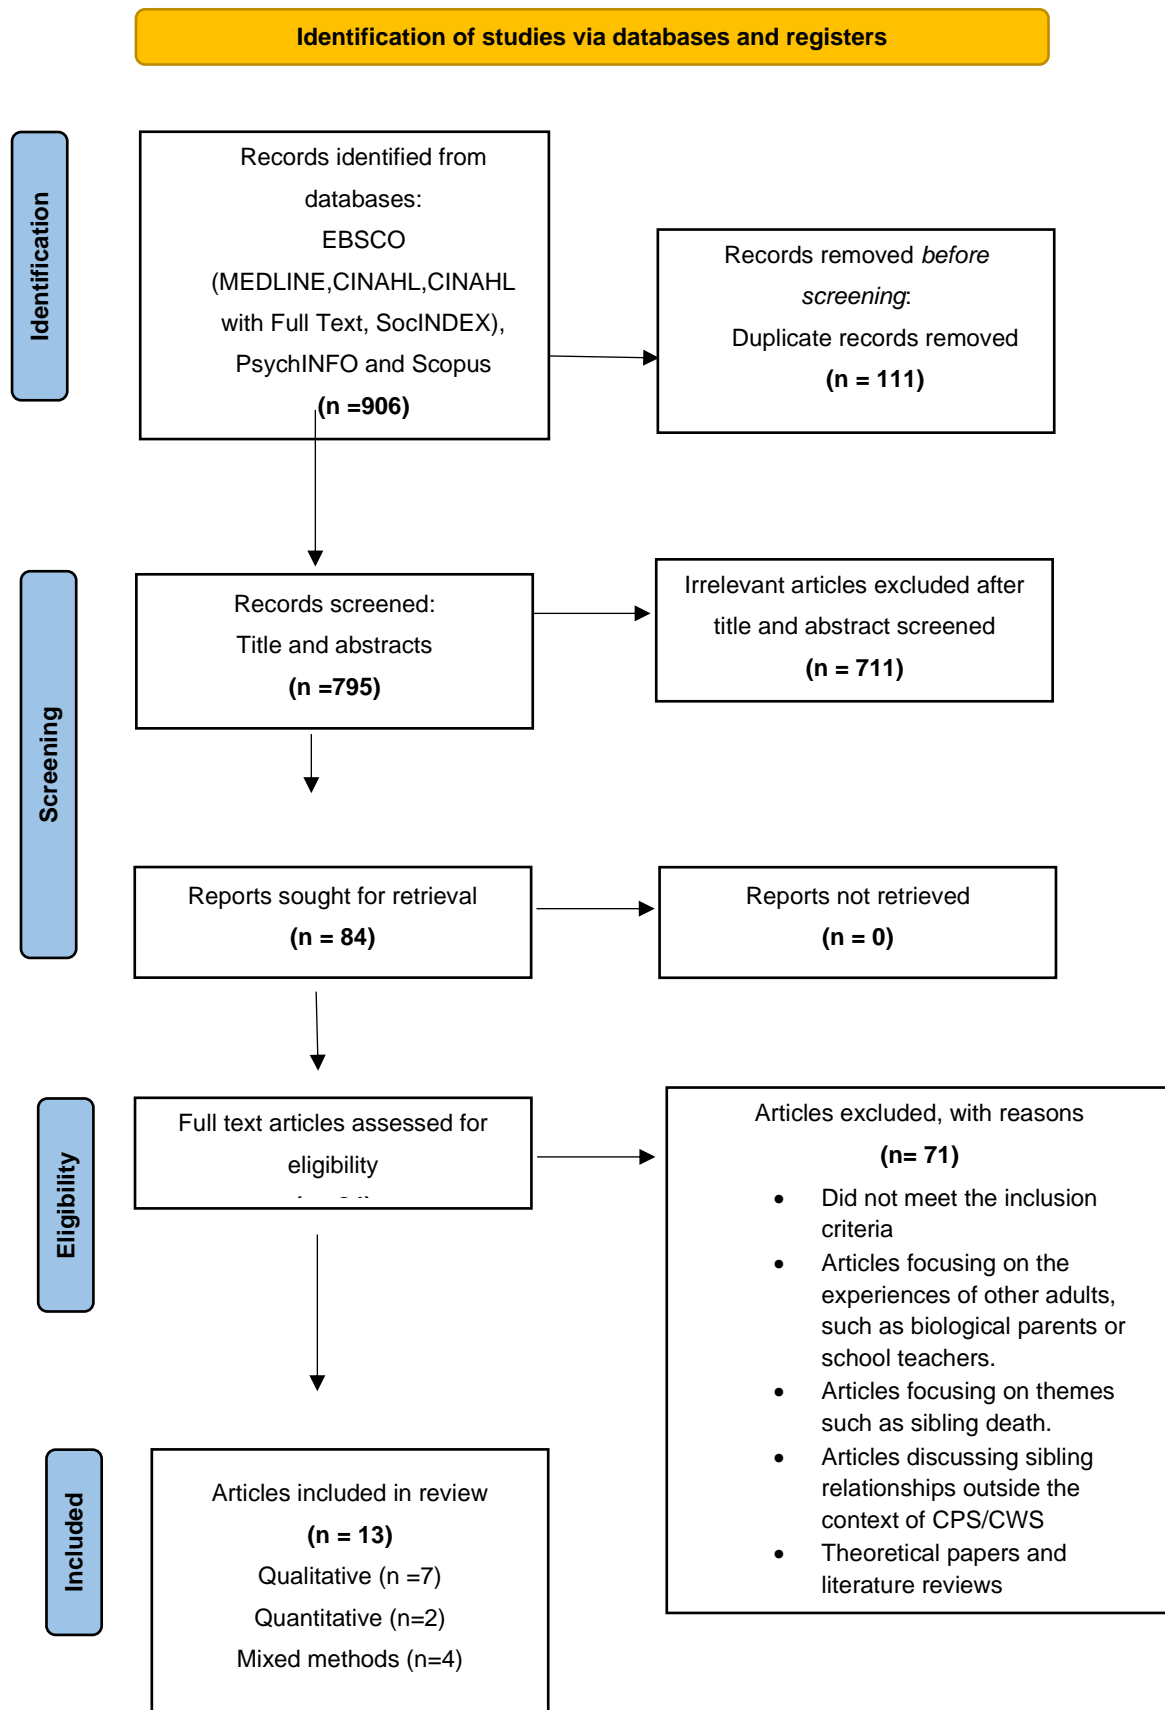 Identification of studies via databases and registers
Identification
Records identified from
databases:
EBSCO
(MEDLINE,CINAHL,CINAHL
with Full Text, SocINDEX),
PsychINFO and Scopus
(n =906)
Records removed before
screening:
Duplicate records removed
(n = 111)
Screening
Records screened:
Title and abstracts
(n =795)
Irrelevant articles excluded after
title and abstract screened
(n = 711)
Reports sought for retrieval
(n = 84)
Reports not retrieved
(n = 0)
Eligibility
Full text articles assessed for
eligibility
Articles excluded, with reasons
(n= 71)
• Did not meet the inclusion
criteria
• Articles focusing on the
experiences of other adults,
such as biological parents or
school teachers.
• Articles focusing on themes
such as sibling death.
• Articles discussing sibling
relationships outside the
context of CPS/CWS
• Theoretical papers and
literature reviews
Included
Articles included in review
(n = 13)
Qualitative (n =7)
Quantitative (n=2)
Mixed methods (n=4)